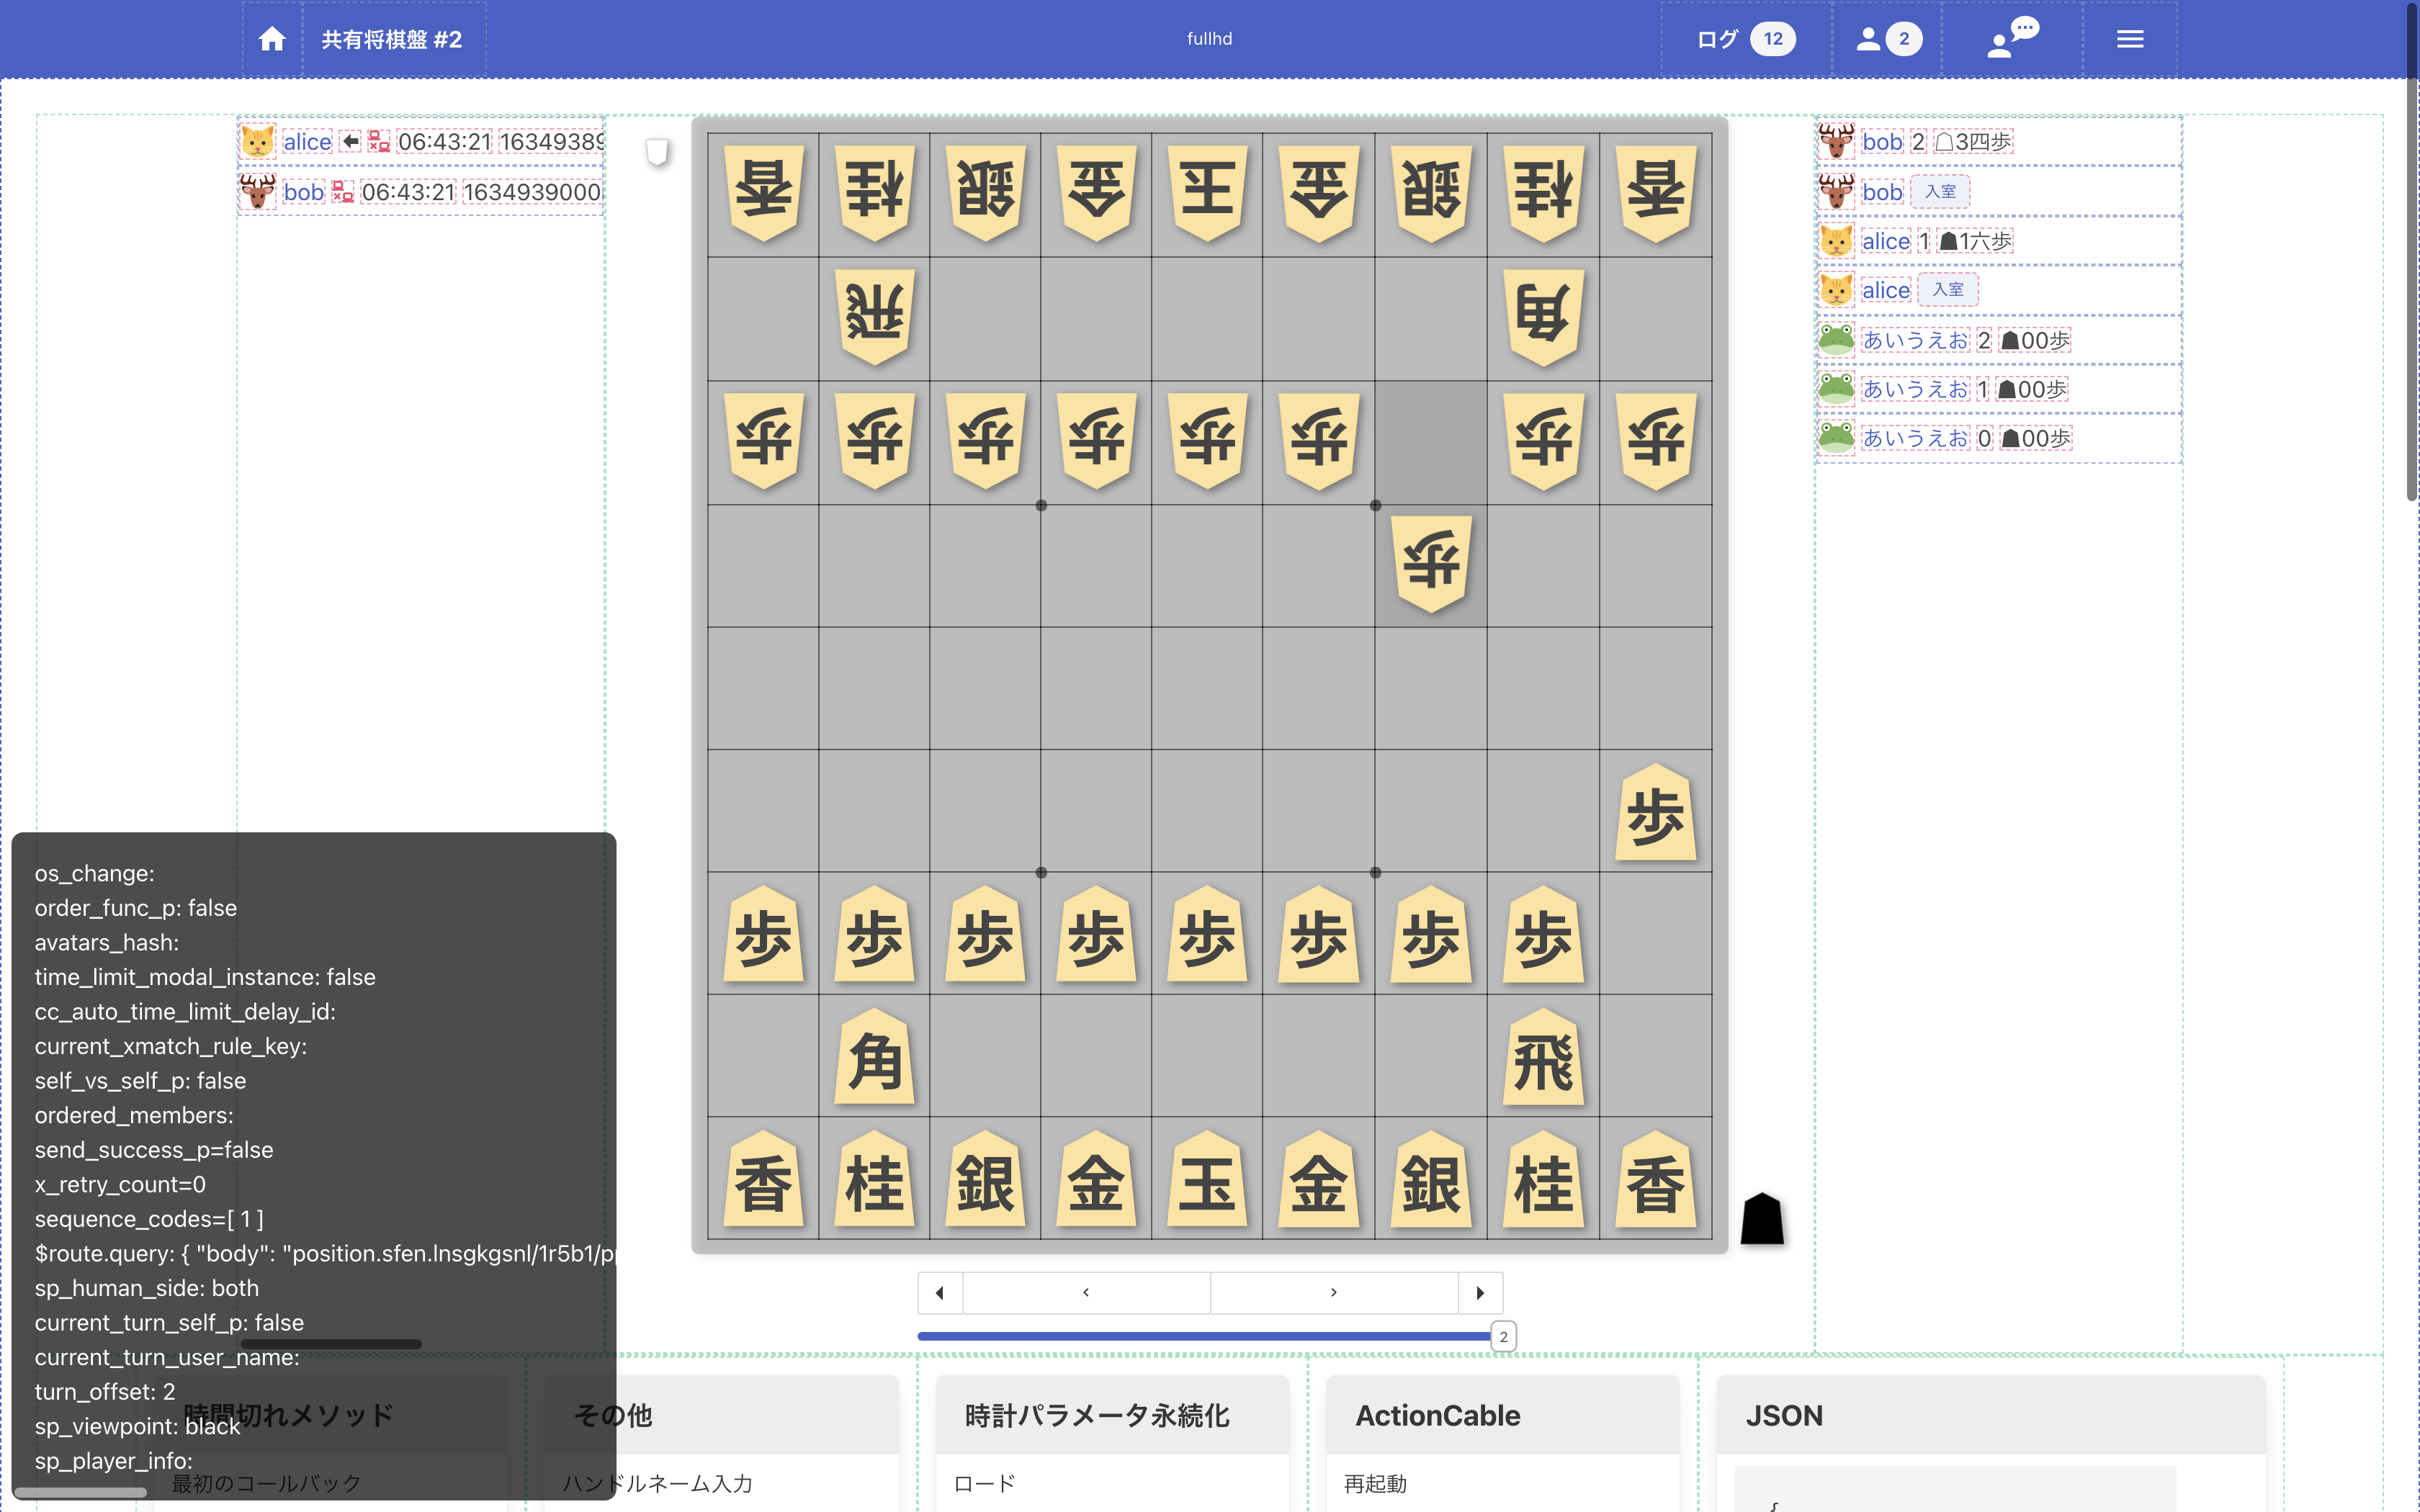 共有将棋盤 #2
fullhd
ログ 12
2
alice 06:43:21 1634938
bob 06:43:21 1634939000
香 桂 銀 金 玉 金 銀 桂 香
飛 角
歩 歩 歩 歩 歩 歩 歩 歩
歩
歩
歩 歩 歩 歩 歩 歩 歩 歩
角 飛
香 桂 銀 金 玉 金 銀 桂 香
2
bob 2 ☖3四歩
bob 入室
alice 1 ☗1六歩
alice 入室
あいうえお 2 ☗00歩
あいうえお 1 ☗00歩
あいうえお 0 ☗00歩
os_change:
order_func_p: false
avatars_hash:
time_limit_modal_instance: false
cc_auto_time_limit_delay_id:
current_xmatch_rule_key:
self_vs_self_p: false
ordered_members:
send_success_p=false
x_retry_count=0
sequence_codes=[ 1 ]
$route.query: { "body": "position.sfen.lnsgkgsnl/1r5b1/p
sp_human_side: both
current_turn_self_p: false
current_turn_user_name:
turn_offset: 2
sp_viewpoint: black
sp_player_info:
時間切れメソッド
最初のコールバック
その他
ハンドルネーム入力
時計パラメータ永続化
ロード
ActionCable
再起動
JSON
{